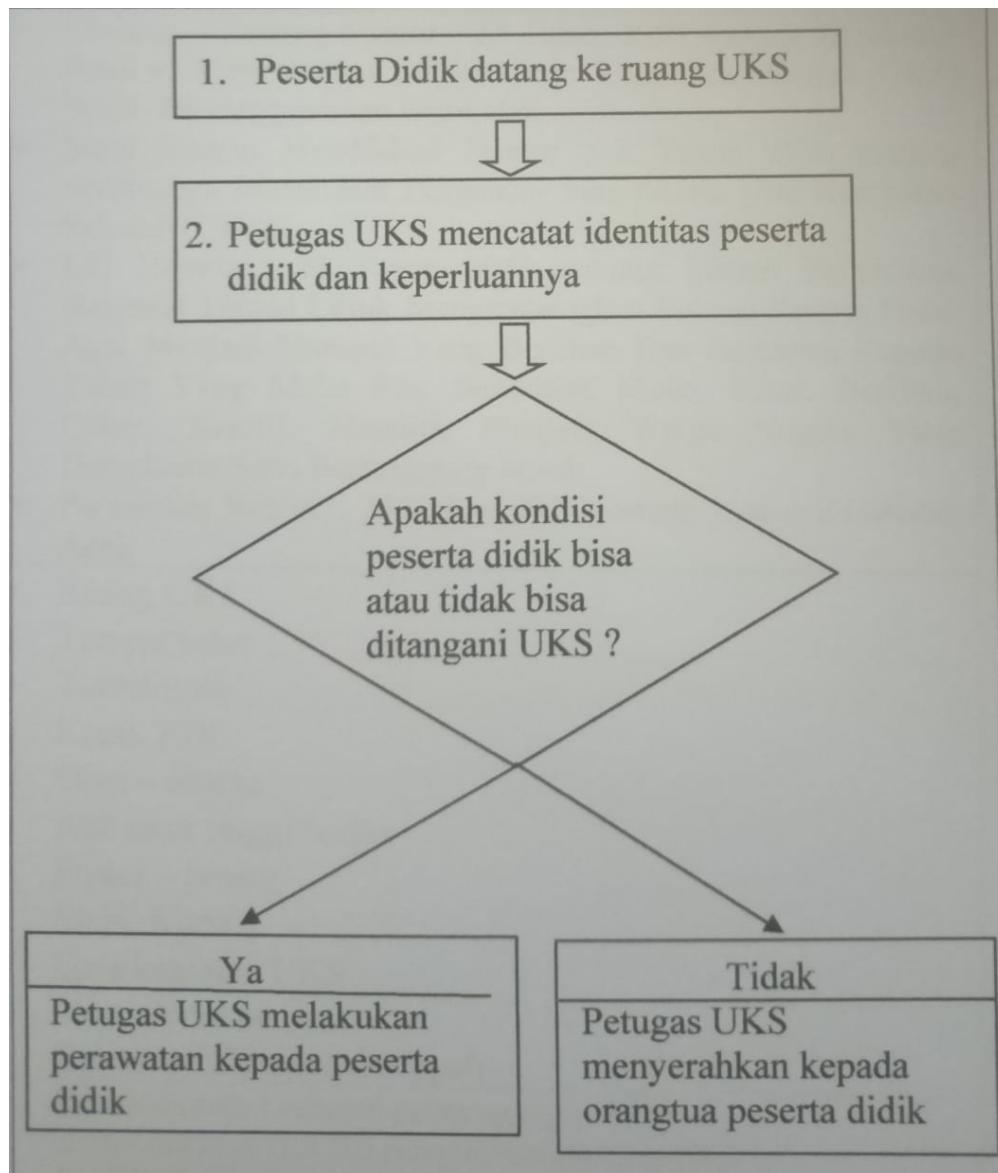 1. Peserta Didik datang ke ruang UKS
2. Petugas UKS mencatat identitas peserta
didik dan keperluannya
Apakah kondisi
peserta didik bisa
atau tidak bisa
ditangani UKS ?
Ya
Petugas UKS melakukan
perawatan kepada peserta
didik
Tidak
Petugas UKS
menyerahkan kepada
orangtua peserta didik